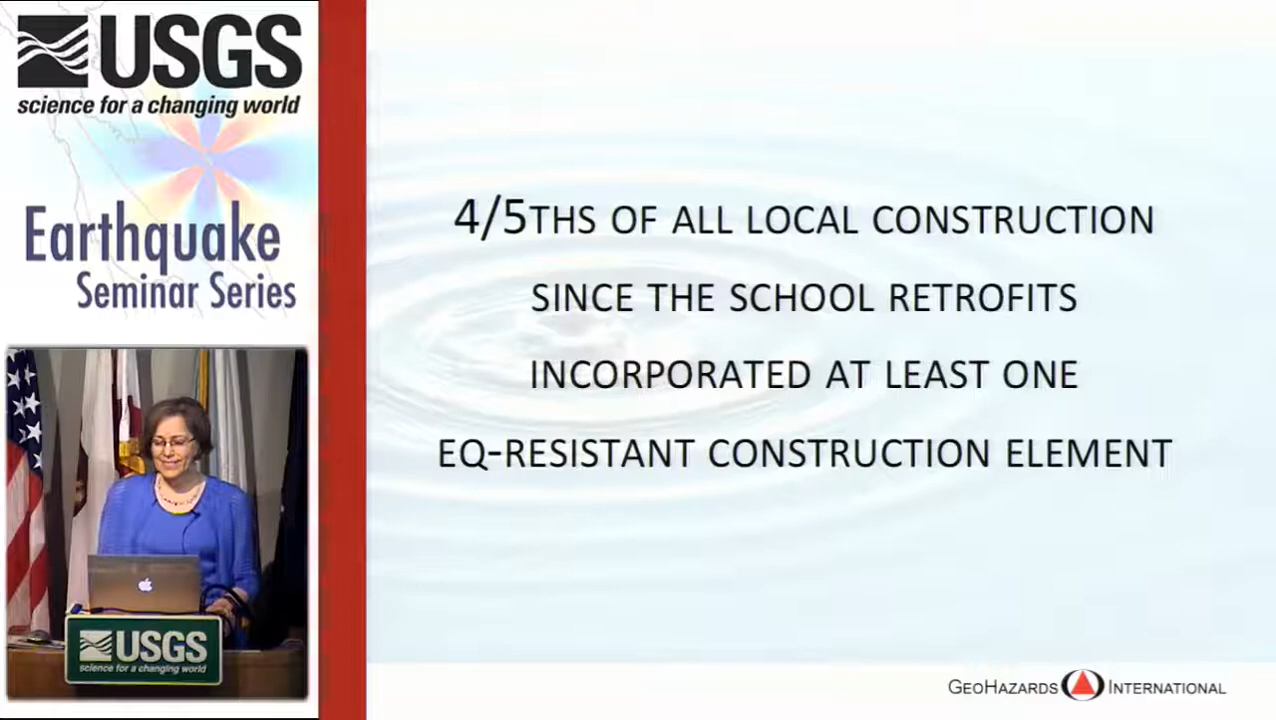 USGS
science for a changing world
Earthquake
Seminar Series
USGS
science for a changing world
4/5THS OF ALL LOCAL CONSTRUCTION
SINCE THE SCHOOL RETROFITS
INCORPORATED AT LEAST ONE
EQ-RESISTANT CONSTRUCTION ELEMENT
GEOHAZARDS INTERNATIONAL